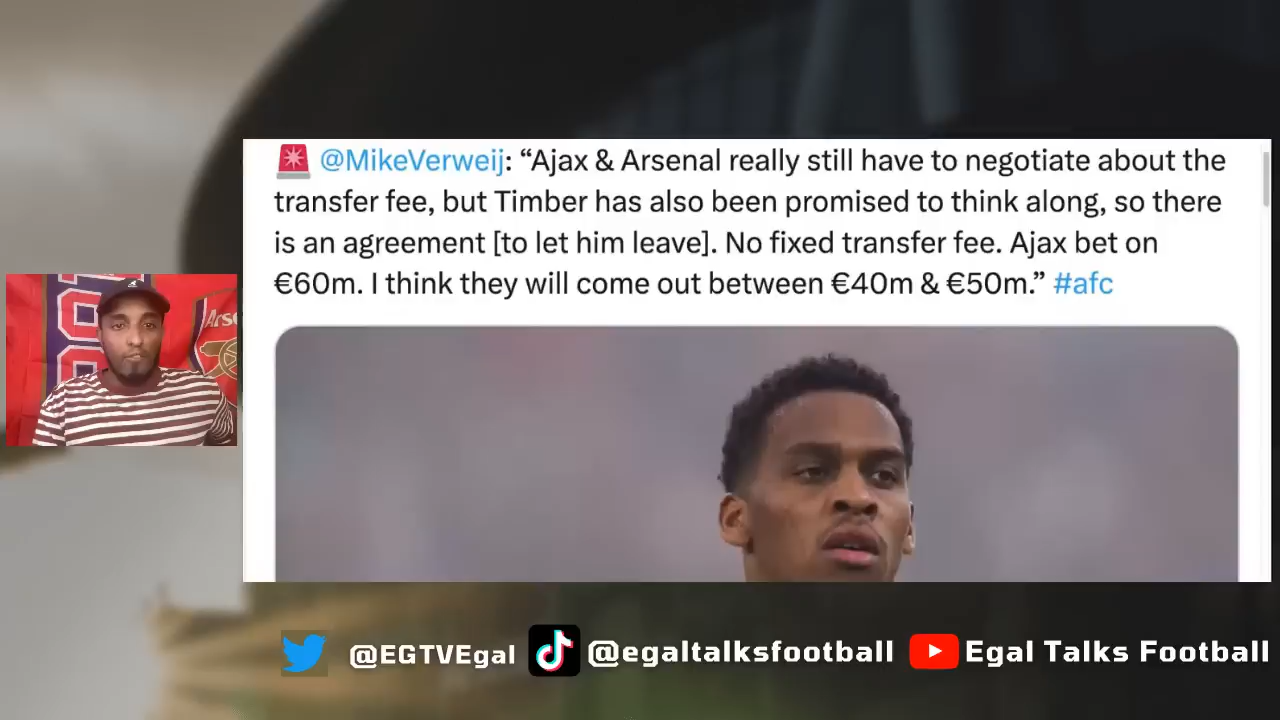 🚨 @MikeVerweij: “Ajax & Arsenal really still have to negotiate about the
transfer fee, but Timber has also been promised to think along, so there
is an agreement [to let him leave]. No fixed transfer fee. Ajax bet on
€60m. I think they will come out between €40m & €50m.” #afc
Arse
@EGTVEgal
@egaltalksfootball
Egal Talks Football